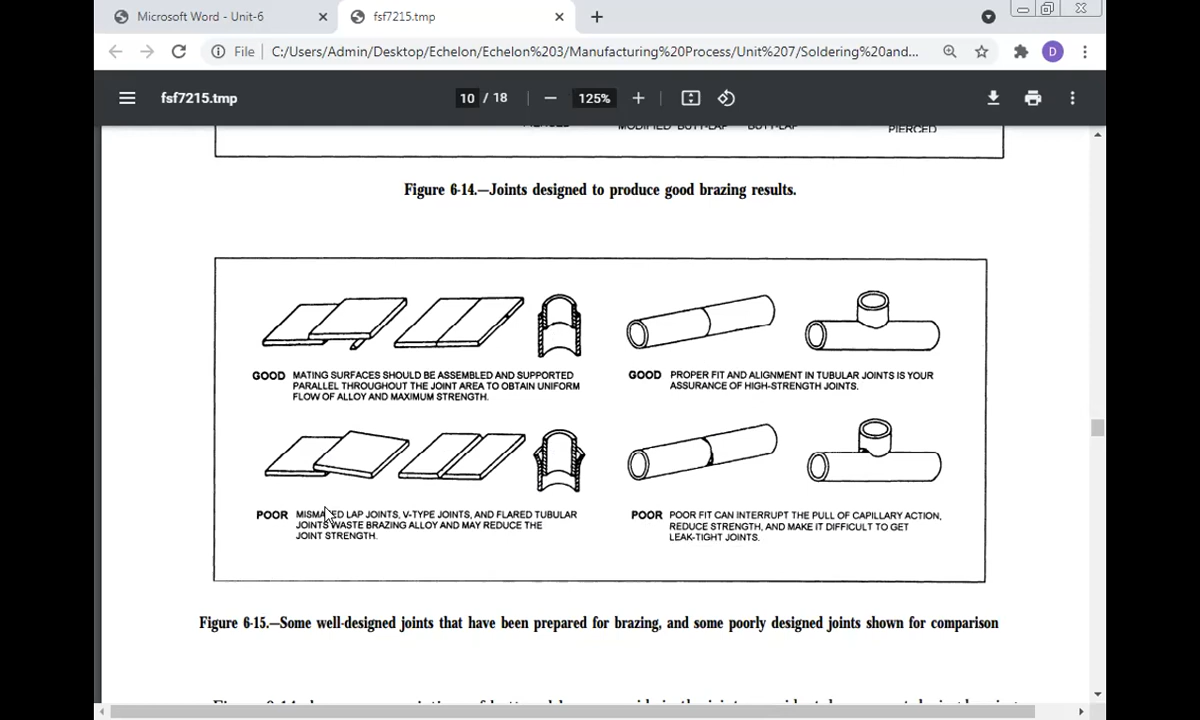 Microsoft Word - Unit-6
fsf7215.tmp
File
C:/Users/Admin/Desktop/Echelon/Echelon%203/Manufacturing%20Process/Unit%207/Soldering%20and...
D
fsf7215.tmp
10 / 18
125%
MODIFIED BUTT-LAP
BUTT-LAP
PIERCED
Figure 6-14.—Joints designed to produce good brazing results.
GOOD MATING SURFACES SHOULD BE ASSEMBLED AND SUPPORTED
PARALLEL THROUGHOUT THE JOINT AREA TO OBTAIN UNIFORM
FLOW OF ALLOY AND MAXIMUM STRENGTH.
GOOD PROPER FIT AND ALIGNMENT IN TUBULAR JOINTS IS YOUR
ASSURANCE OF HIGH-STRENGTH JOINTS.
POOR LAP JOINTS, V-TYPE JOINTS, AND FLARED TUBULAR
JOINTS WASTE BRAZING ALLOY AND MAY REDUCE THE
JOINT STRENGTH.
POOR POOR FIT CAN INTERRUPT THE PULL OF CAPILLARY ACTION,
REDUCE STRENGTH, AND MAKE IT DIFFICULT TO GET
LEAK-TIGHT JOINTS.
Figure 6-15.—Some well-designed joints that have been prepared for brazing, and some poorly designed joints shown for comparison